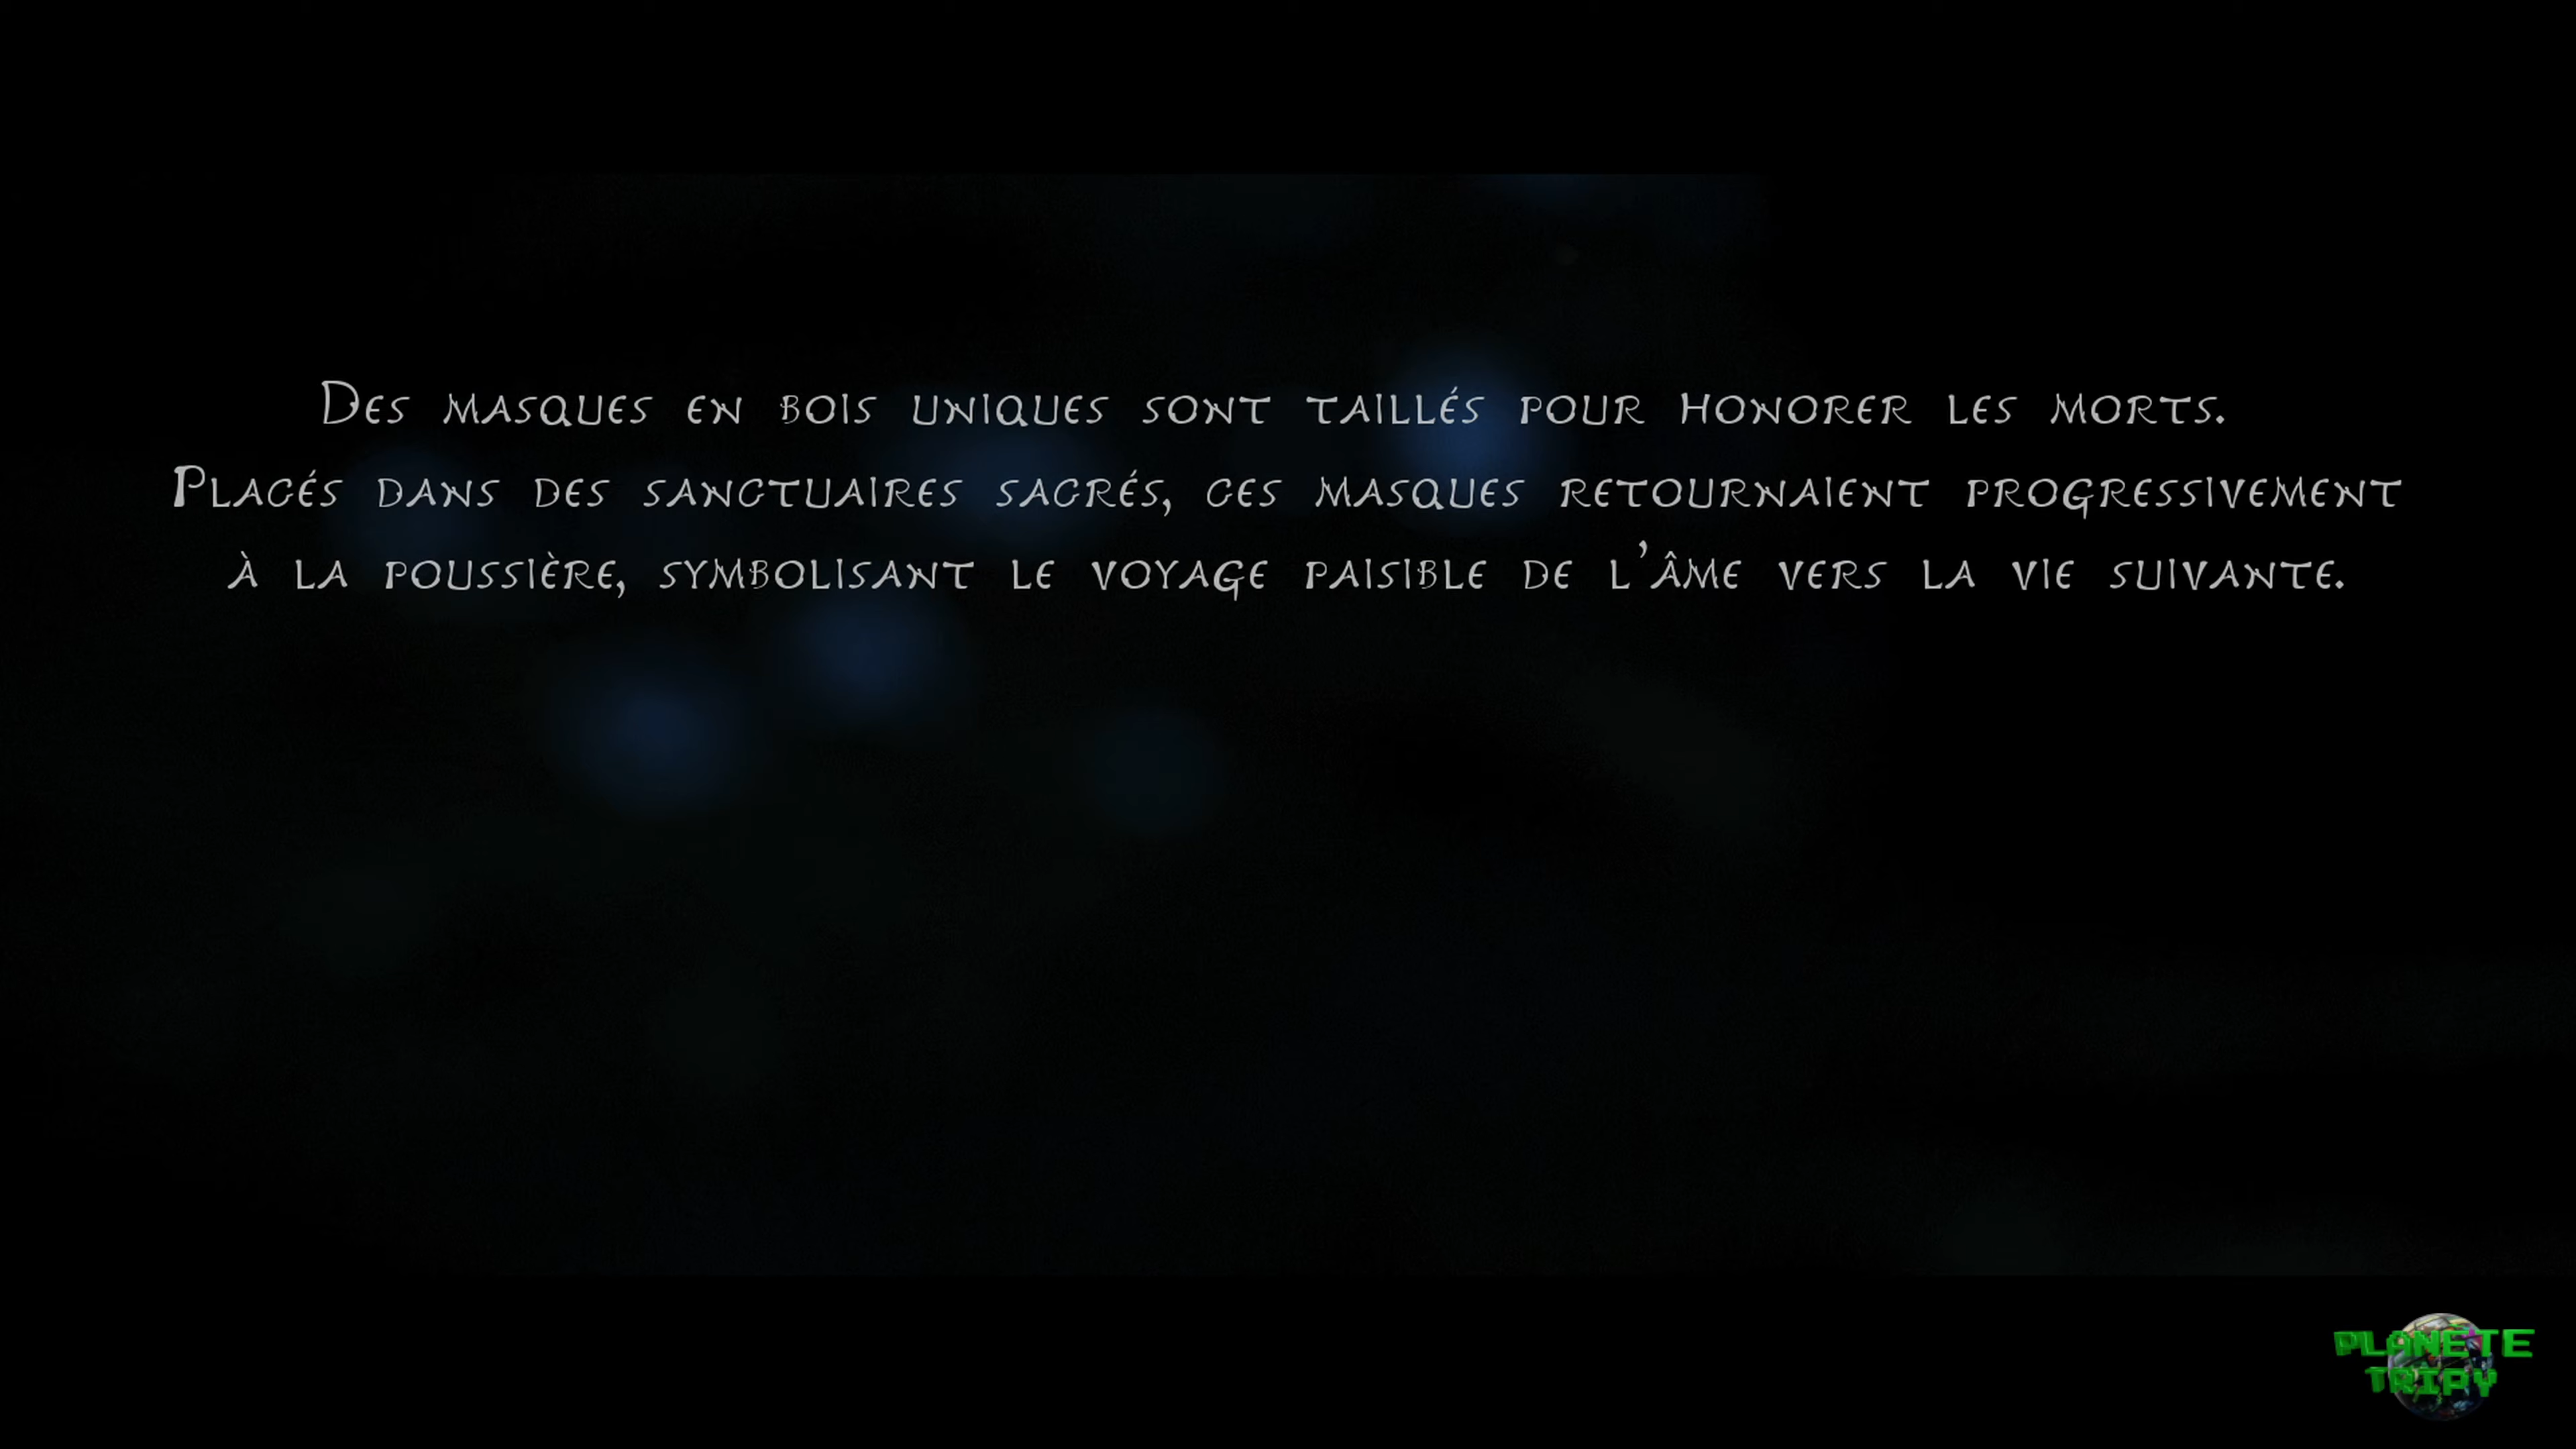 Des masques en bois uniques sont taillés pour honorer les morts.
Placés dans des sanctuaires sacrés, ces masques retournaient progressivement
à la poussière, symbolisant le voyage paisible de l'âme vers la vie suivante.
PLANETE
TRIPY